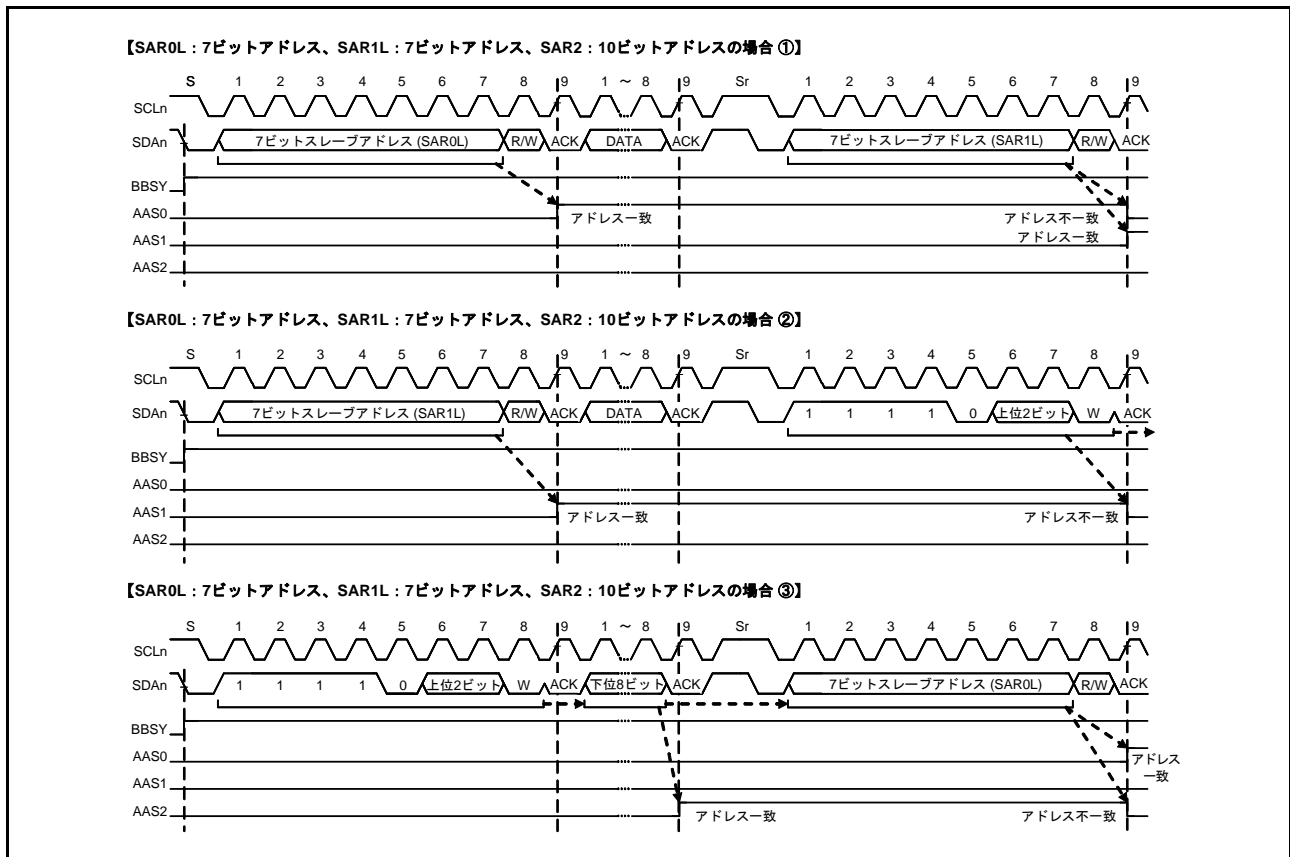 【SAR0L：7ビットアドレス、SAR1L：7ビットアドレス、SAR2：10ビットアドレスの場合 ①】
S 1 2 3 4 5 6 7 8 9 1 ～ 8 9 Sr 1 2 3 4 5 6 7 8 9
SCLn
SDAn 7ビットスレーブアドレス (SAR0L) R/W ACK DATA ACK 7ビットスレーブアドレス (SAR1L) R/W ACK
BBSY
AAS0 アドレス一致 アドレス不一致
AAS1 アドレス一致
AAS2
【SAR0L：7ビットアドレス、SAR1L：7ビットアドレス、SAR2：10ビットアドレスの場合 ②】
S 1 2 3 4 5 6 7 8 9 1 ～ 8 9 Sr 1 2 3 4 5 6 7 8 9
SCLn
SDAn 7ビットスレーブアドレス (SAR1L) R/W ACK DATA ACK 1 1 1 1 0 上位2ビット W ACK
BBSY
AAS0
AAS1 アドレス一致 アドレス不一致
AAS2
【SAR0L：7ビットアドレス、SAR1L：7ビットアドレス、SAR2：10ビットアドレスの場合 ③】
S 1 2 3 4 5 6 7 8 9 1 ～ 8 9 Sr 1 2 3 4 5 6 7 8 9
SCLn
SDAn 1 1 1 1 0 上位2ビット W ACK 下位8ビット ACK 7ビットスレーブアドレス (SAR0L) R/W ACK
BBSY
AAS0 アドレス
一致
AAS1
AAS2 アドレス一致 アドレス不一致